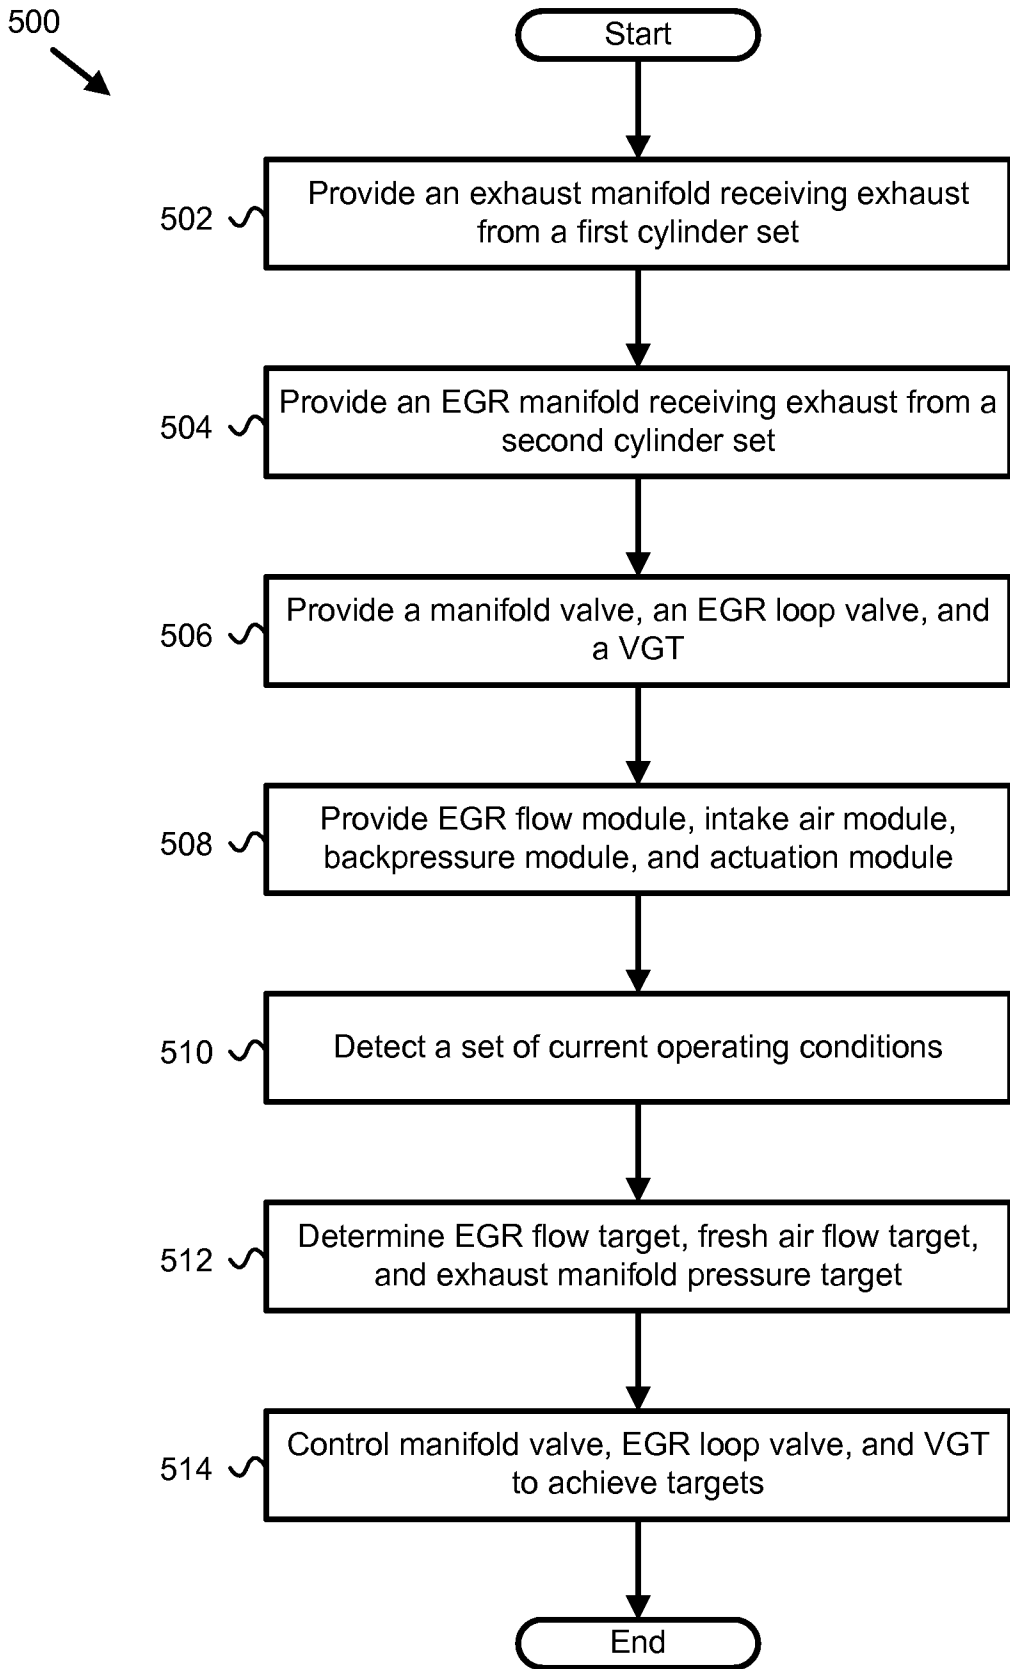 500
Start
502
Provide an exhaust manifold receiving exhaust
from a first cylinder set
504
Provide an EGR manifold receiving exhaust from a
second cylinder set
506
Provide a manifold valve, an EGR loop valve, and
a VGT
508
Provide EGR flow module, intake air module,
backpressure module, and actuation module
510
Detect a set of current operating conditions
512
Determine EGR flow target, fresh air flow target,
and exhaust manifold pressure target
514
Control manifold valve, EGR loop valve, and VGT
to achieve targets
End